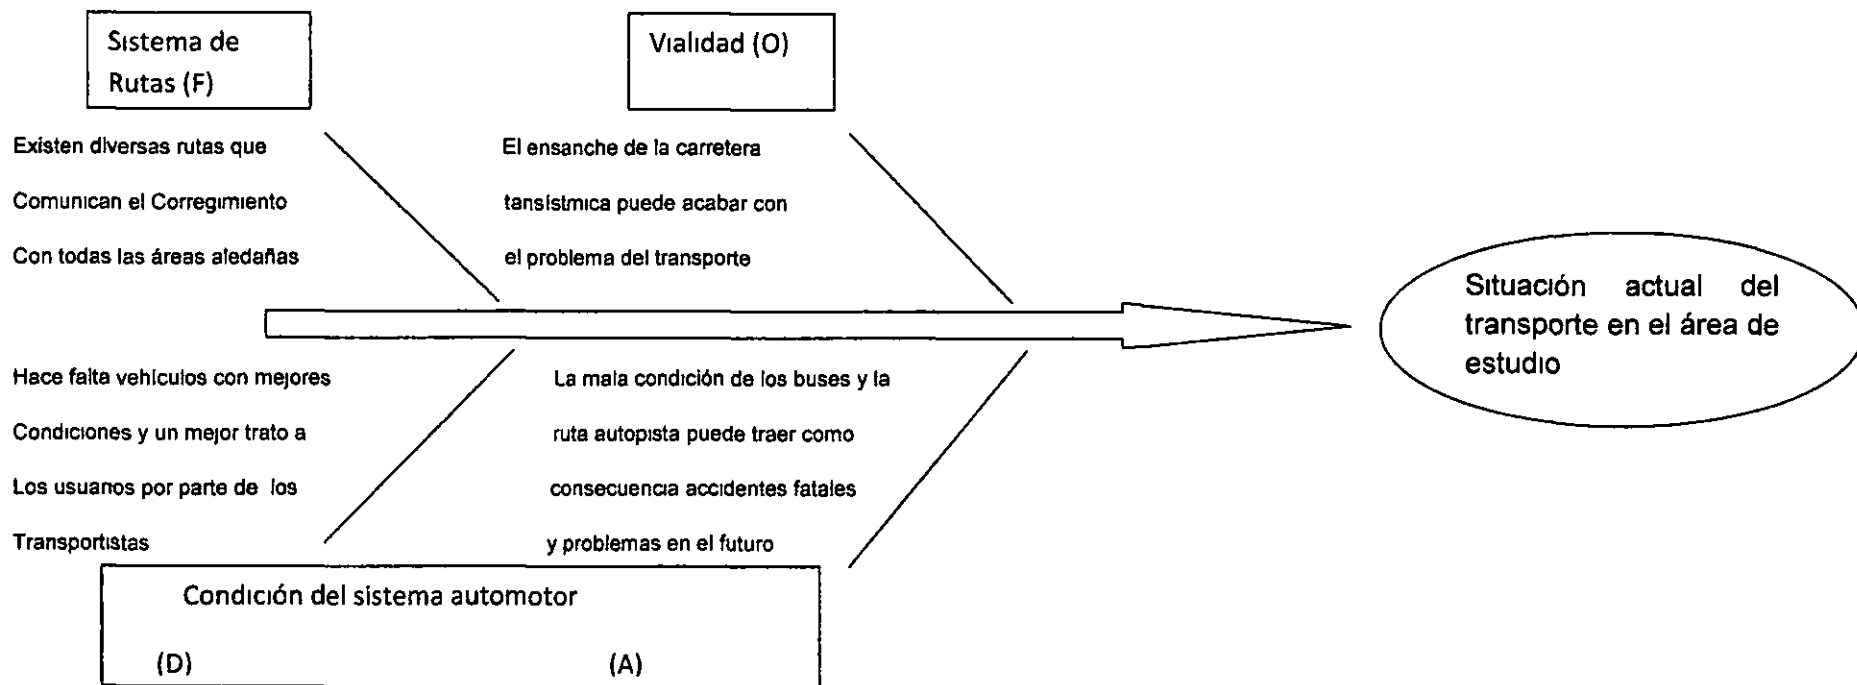 Sistema de
Rutas (F)
Vialidad (O)
Existen diversas rutas que
Comunican el Corregimiento
Con todas las áreas aledañas
El ensanche de la carretera
tansístmica puede acabar con
el problema del transporte
Situación actual del
transporte en el área de
estudio
Hace falta vehículos con mejores
Condiciones y un mejor trato a
Los usuarios por parte de los
Transportistas
La mala condición de los buses y la
ruta autopista puede traer como
consecuencia accidentes fatales
y problemas en el futuro
Condición del sistema automotor
(D) (A)